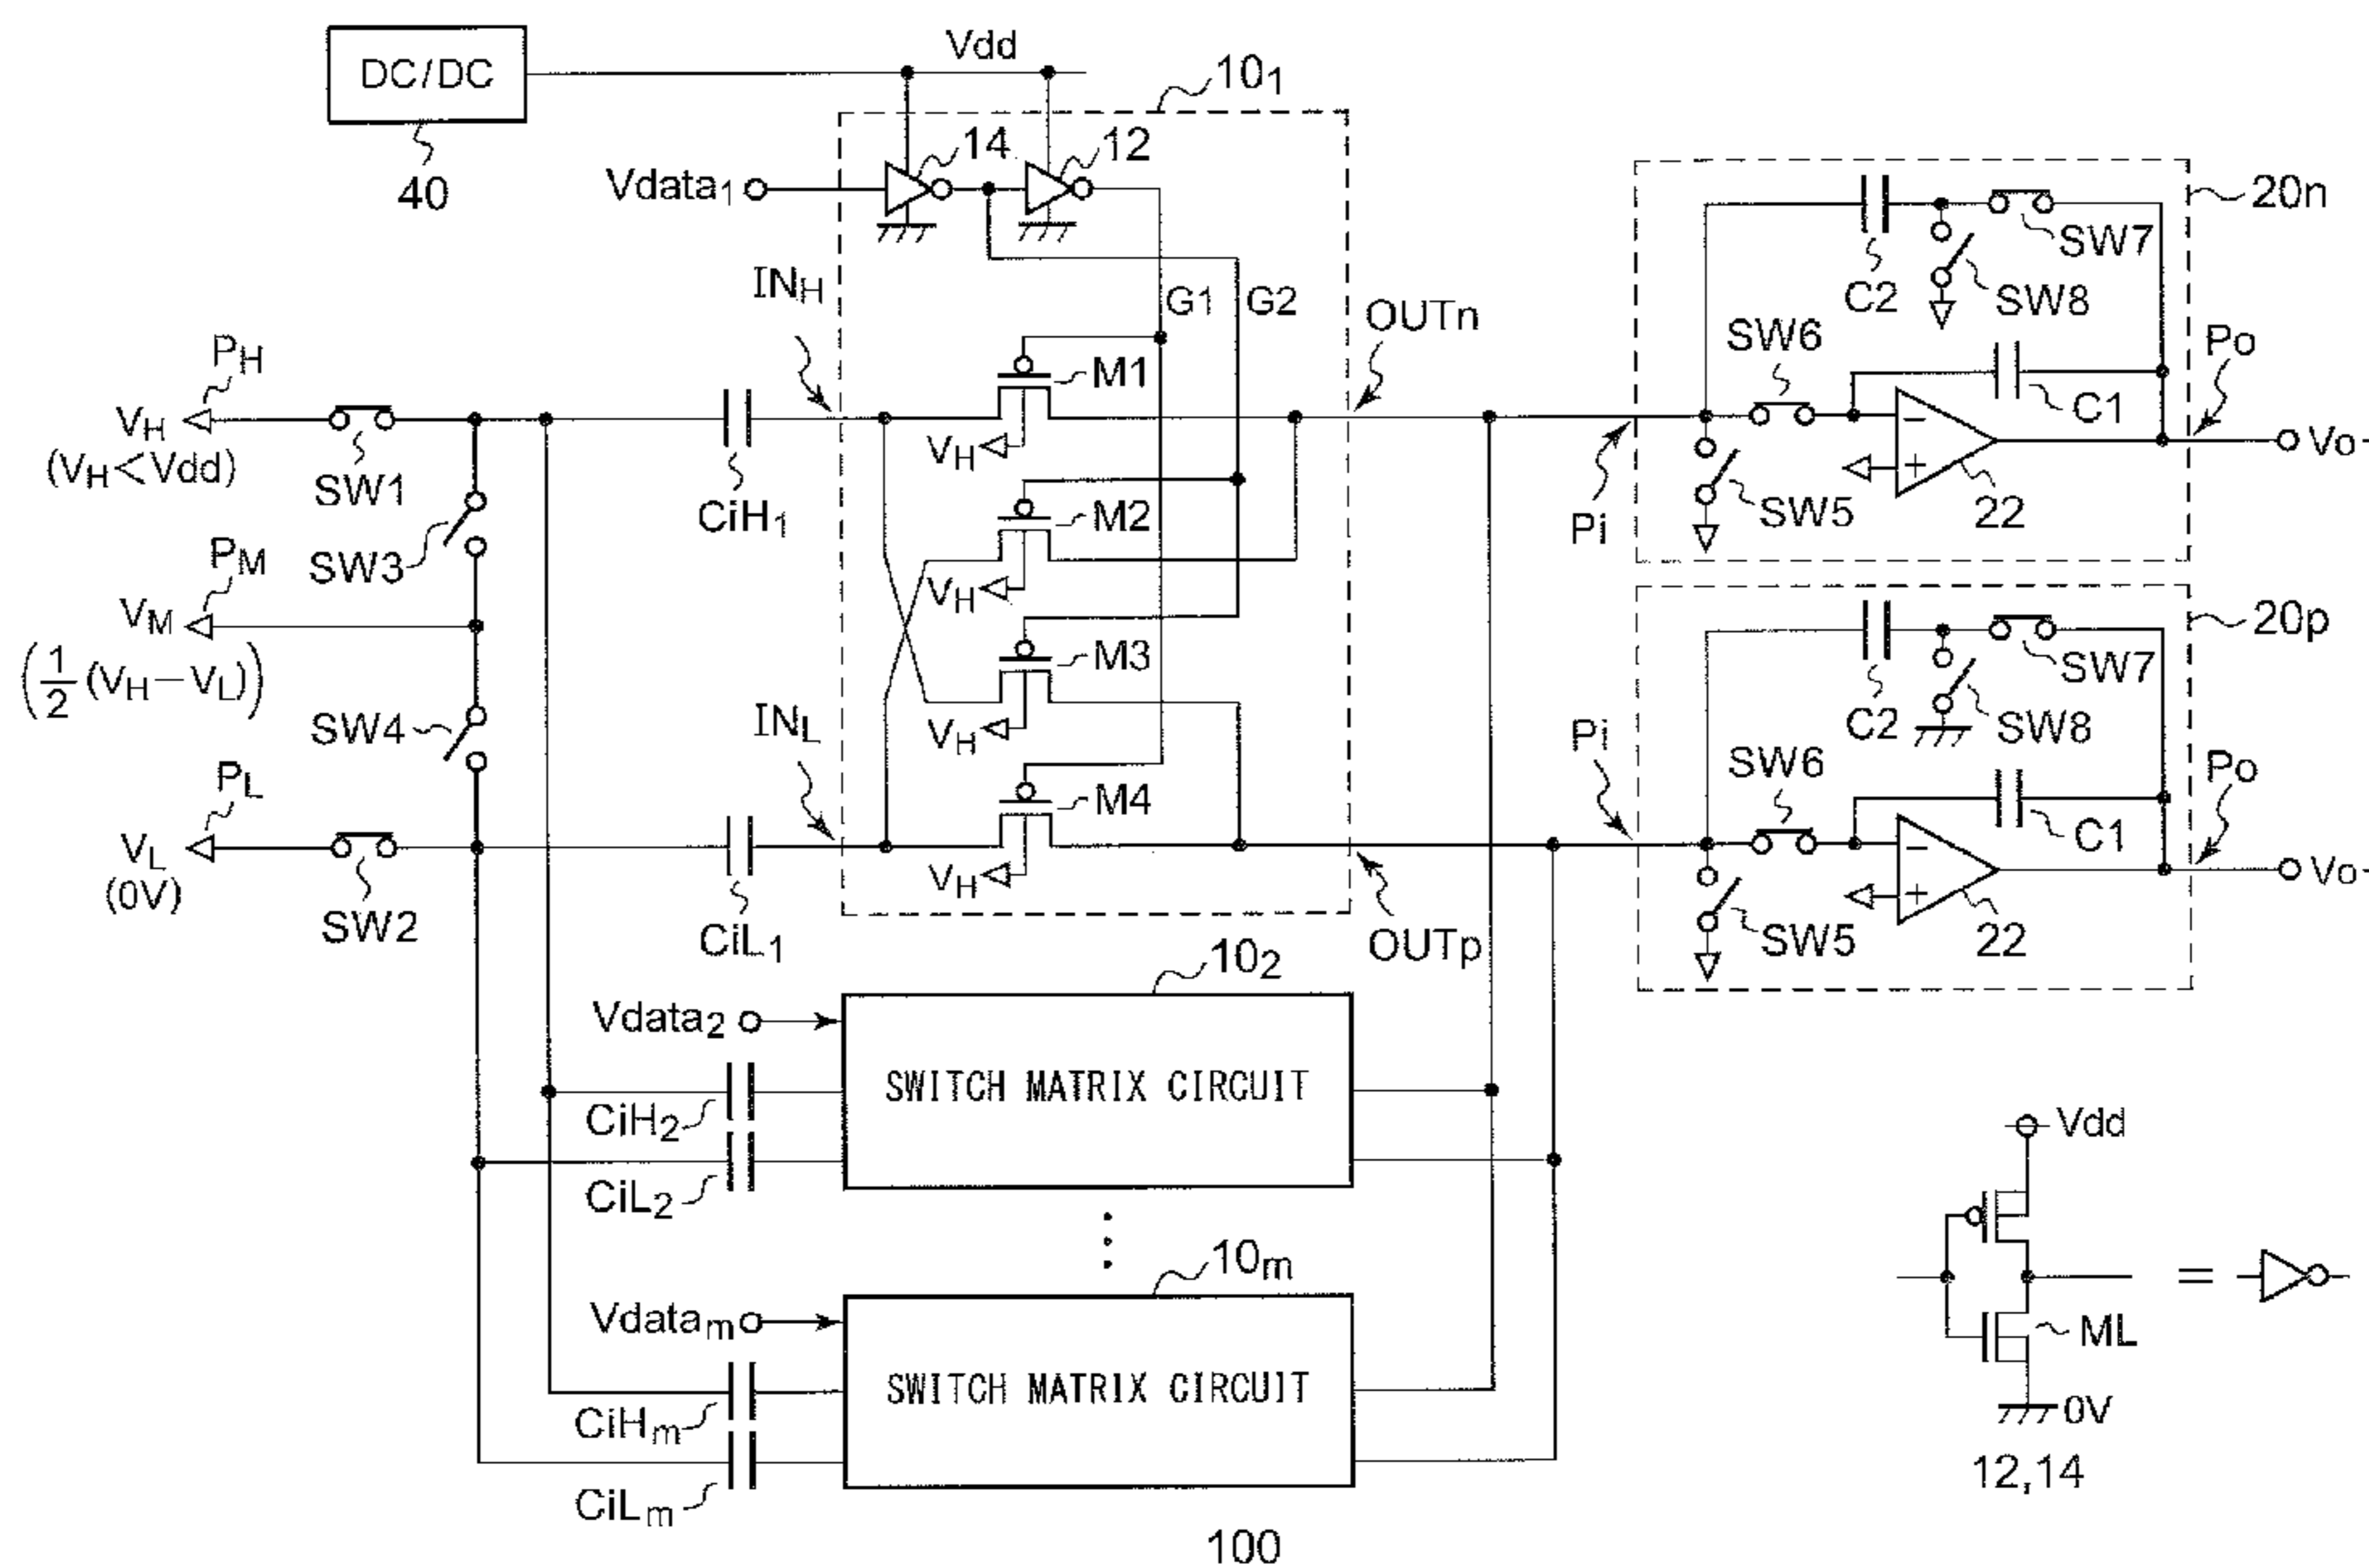 DC/DC
40
Vdd
10₁
14
12
Vdata₁
IN_H
G1
G2
OUTn
P_H
V_H
(V_H<Vdd)
SW1
CiH₁
M1
V_H
M2
V_H
M3
V_H
M4
V_H
SW3
P_M
V_M
(1/2 (V_H−V_L))
SW4
IN_L
P_L
V_L
(0V)
SW2
CiL₁
OUTp
20n
SW7
SW8
C2
SW6
C1
Po
−
+
Vo-
22
SW5
Pi
20p
SW7
SW8
C2
Pi
SW6
C1
Po
−
+
Vo-
22
SW5
10₂
Vdata₂
SWITCH MATRIX CIRCUIT
CiH₂
CiL₂
10m
Vdatam
SWITCH MATRIX CIRCUIT
CiHm
CiLm
Vdd
=
ML
0V
12,14
100